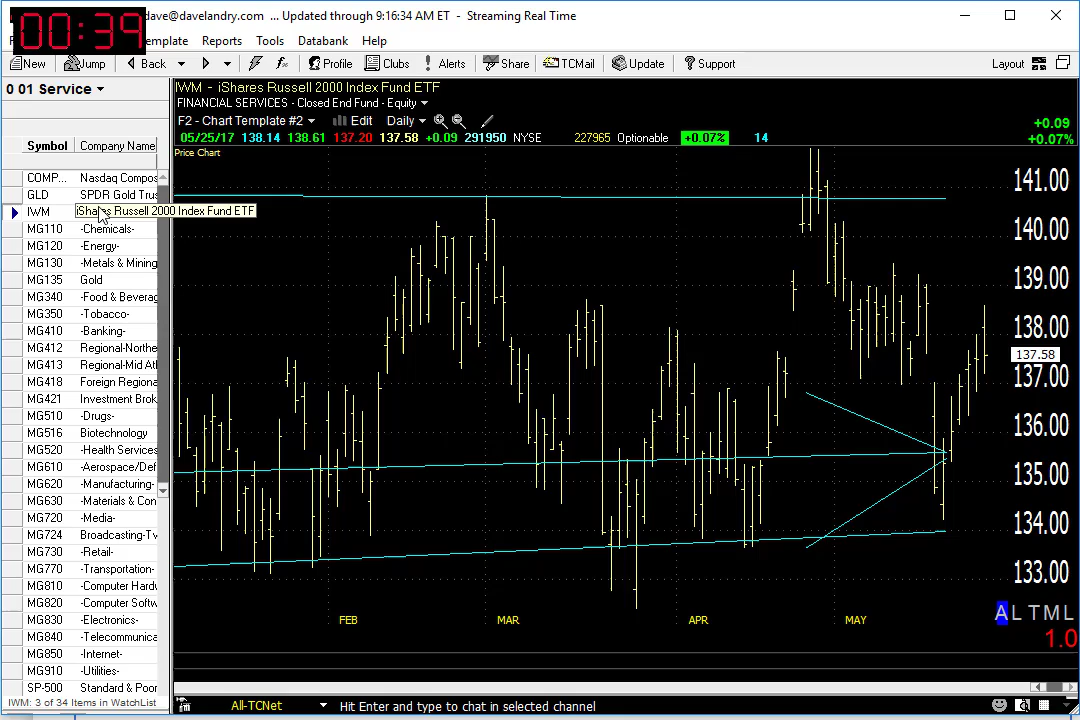 00:39
dave@davelandry.com ... Updated through 9:16:34 AM ET - Streaming Real Time
emplate Reports Tools Databank Help
New Jump Back Profile Clubs Alerts Share TCMail Update Support Layout
0 01 Service
IWM - iShares Russell 2000 Index Fund ETF
FINANCIAL SERVICES - Closed End Fund - Equity
F2 - Chart Template #2 Edit Daily
05/25/17 138.14 138.61 137.20 137.58 +0.09 291950 NYSE 227965 Optionable +0.07% 14
+0.09
+0.07%
Price Chart
Symbol Company Name
COMP... Nasdaq Compos
GLD SPDR Gold Trus
IWM iShares Russell 2000 Index Fund ETF
MG110 -Chemicals-
MG120 -Energy-
MG130 -Metals & Mining
MG135 Gold
MG340 -Food & Beverag
MG350 -Tobacco-
MG410 -Banking-
MG412 Regional-Northe
MG413 Regional-Mid Atl
MG418 Foreign Regiona
MG421 Investment Brok
MG510 -Drugs-
MG516 Biotechnology
MG520 -Health Services
MG610 -Aerospace/Def
MG620 -Manufacturing-
MG630 -Materials & Con
MG720 -Media-
MG724 Broadcasting-Tv
MG730 -Retail-
MG770 -Transportation-
MG810 -Computer Hardw
MG820 -Computer Softw
MG830 -Electronics-
MG840 -Telecommunica
MG850 -Internet-
MG910 -Utilities-
SP-500 Standard & Poor
IWM: 3 of 34 Items in WatchList
141.00
140.00
139.00
138.00
137.58
137.00
136.00
135.00
134.00
133.00
FEB MAR APR MAY
A L T M L
1.0
All-TCNet Hit Enter and type to chat in selected channel